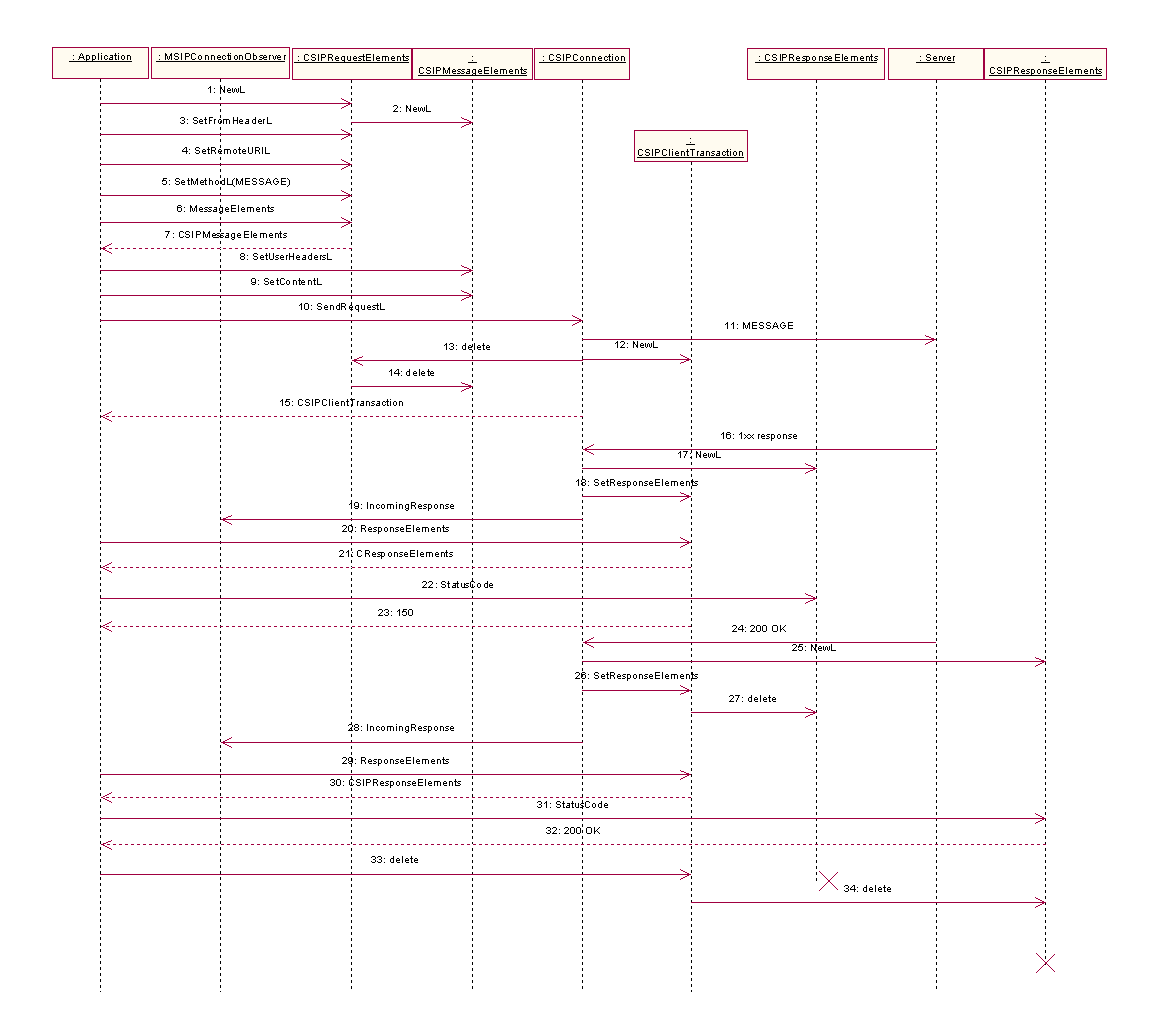 : Application
: MSIPConnectionObserver
: CSIPRequestElements
:
CSIPMessageElements
: CSIPConnection
: CSIPResponseElements
: Server
:
CSIPResponseElements
1: NewL
2: NewL
3: SetFromHeaderL
:
CSIPClientTransaction
4: SetRemoteURIL
5: SetMethodL(MESSAGE)
6: MessageElements
7: CSIPMessageElements
8: SetUserHeadersL
9: SetContentL
10: SendRequestL
11: MESSAGE
12: NewL
13: delete
14: delete
15: CSIPClientTransaction
16: 1xx response
17: NewL
18: SetResponseElements
19: IncomingResponse
20: ResponseElements
21: CResponseElements
22: StatusCode
23: 150
24: 200 OK
25: NewL
26: SetResponseElements
27: delete
28: IncomingResponse
29: ResponseElements
30: CSIPResponseElements
31: StatusCode
32: 200 OK
33: delete
34: delete